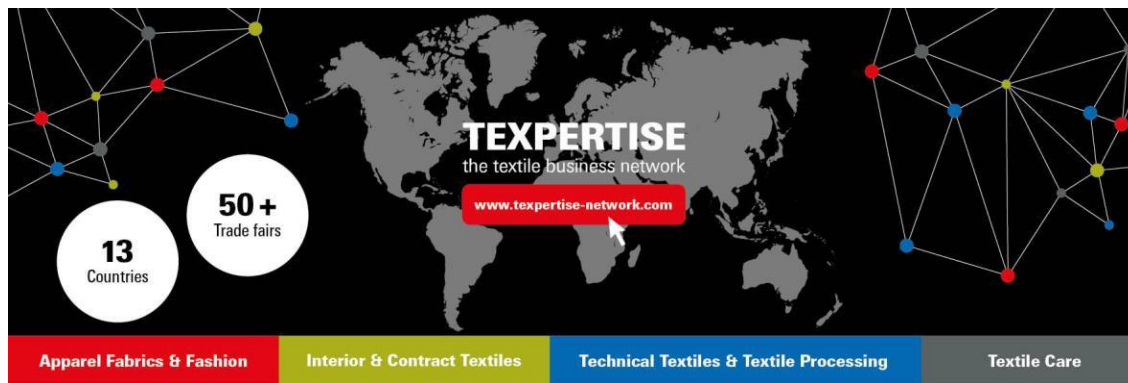 TEXPERTISE
the textile business network
www.texpertise-network.com
50+
Trade fairs
13
Countries
Apparel Fabrics & Fashion
Interior & Contract Textiles
Technical Textiles & Textile Processing
Textile Care